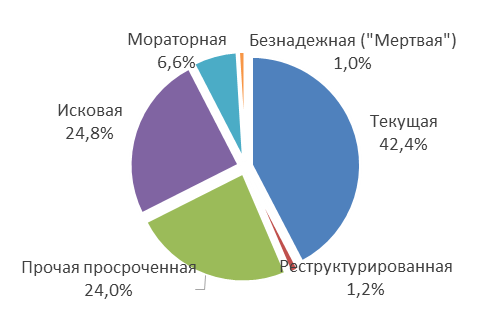 Мораторная
6,6%
Безнадежная ("Мертвая")
1,0%
Исковая
24,8%
Текущая
42,4%
Прочая просроченная
24,0%
Реструктурированная
1,2%